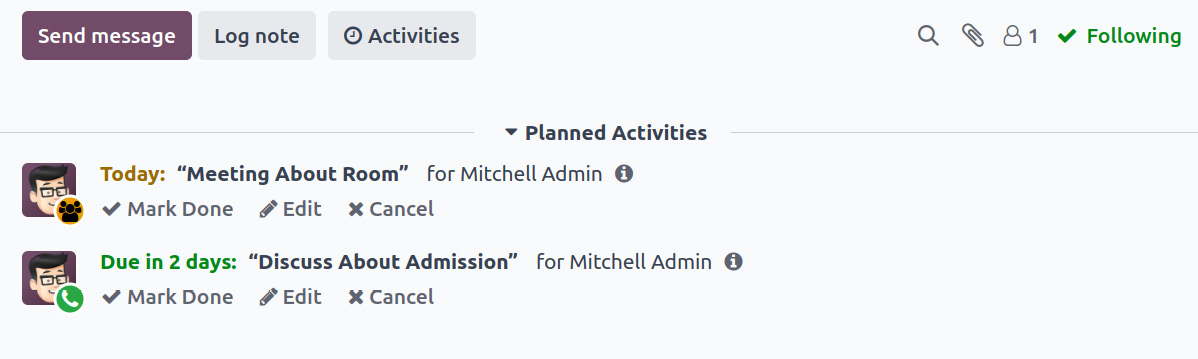 Send message Log note Activities 1 Following
Planned Activities
Today: “Meeting About Room” for Mitchell Admin
Mark Done Edit Cancel
Due in 2 days: “Discuss About Admission” for Mitchell Admin
Mark Done Edit Cancel